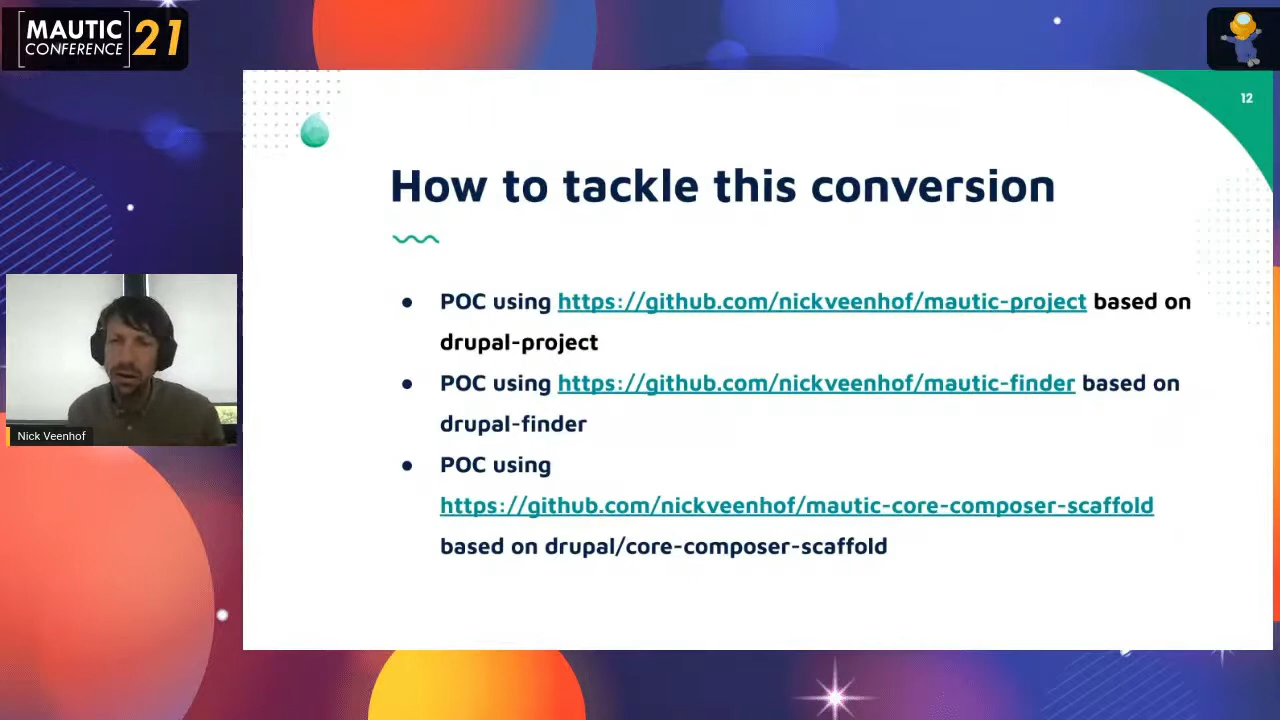 MAUTIC
CONFERENCE 21
12
How to tackle this conversion
● POC using https://github.com/nickveenhof/mautic-project based on
drupal-project
● POC using https://github.com/nickveenhof/mautic-finder based on
drupal-finder
● POC using
https://github.com/nickveenhof/mautic-core-composer-scaffold
based on drupal/core-composer-scaffold
Nick Veenhof